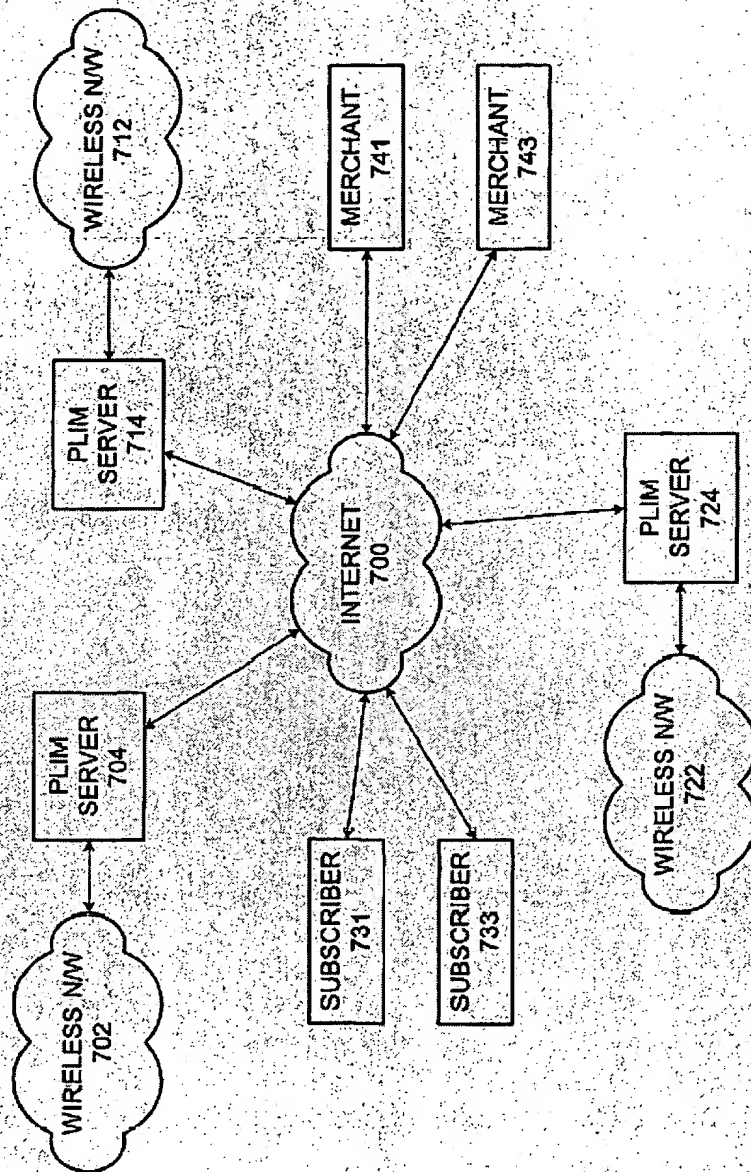 WIRELESS N/W
702
PLIM
SERVER
704
PLIM
SERVER
714
WIRELESS N/W
712
SUBSCRIBER
731
INTERNET
700
MERCHANT
741
SUBSCRIBER
733
MERCHANT
743
WIRELESS N/W
722
PLIM
SERVER
724